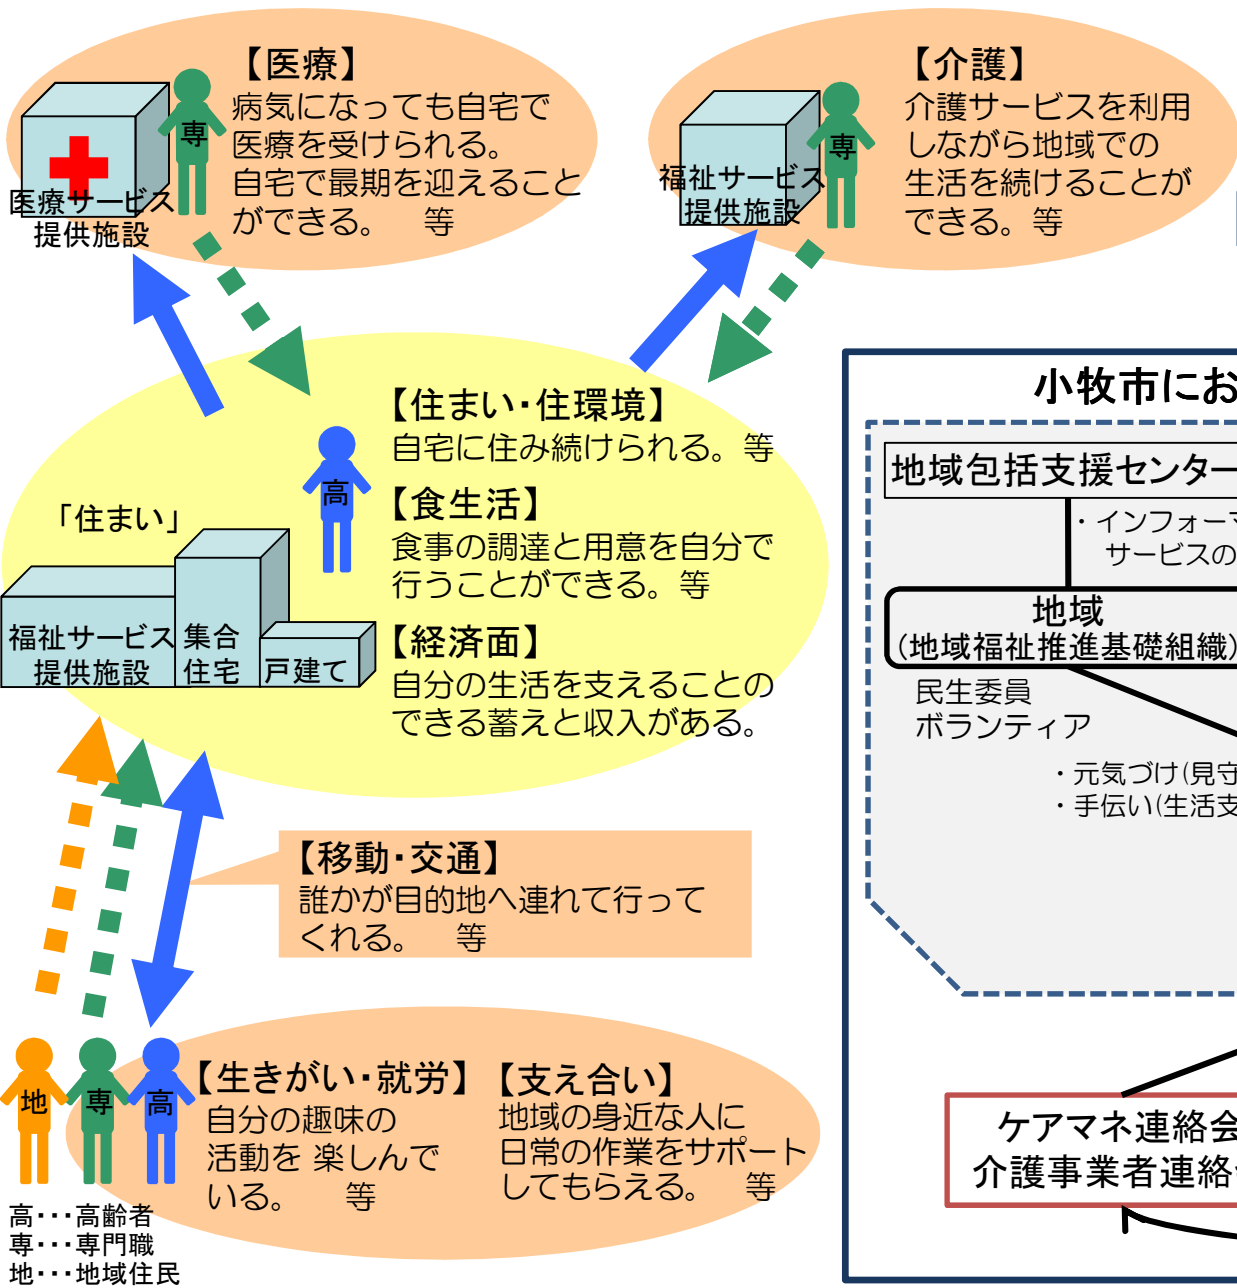 【医療】
病気になっても自宅で
医療を受けられる。
自宅で最期を迎えること
ができる。 等
専
医療サービス
提供施設
【介護】
介護サービスを利用
しながら地域での
生活を続けることが
できる。等
専
福祉サービス
提供施設
【住まい・住環境】
自宅に住み続けられる。等
【食生活】
食事の調達と用意を自分で
行うことができる。等
【経済面】
自分の生活を支えることの
できる蓄えと収入がある。
高
「住まい」
福祉サービス
提供施設
集合
住宅
戸建て
【移動・交通】
誰かが目的地へ連れて行って
くれる。 等
地
専
高
【生きがい・就労】
自分の趣味の
活動を 楽しんで
いる。 等
【支え合い】
地域の身近な人に
日常の作業をサポート
してもらえる。 等
高・・・高齢者
専・・・専門職
地・・・地域住民
小牧市にお
地域包括支援センター
・インフォーマ
サービスの
地域
(地域福祉推進基礎組織)
民生委員
ボランティア
・元気づけ(見守
・手伝い(生活支
ケアマネ連絡会
介護事業者連絡会